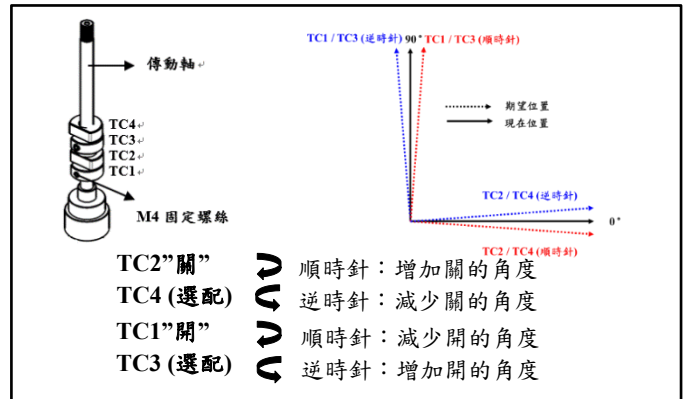 傳動軸
TC4
TC3
TC2
TC1
M4 固定螺絲
TC1 / TC3 (逆時針) 90° TC1 / TC3 (順時針)
期望位置
現在位置
TC2 / TC4 (逆時針)
0°
TC2 / TC4 (順時針)
TC2”關” 順時針：增加關的角度
TC4 (選配) 逆時針：減少關的角度
TC1”開” 順時針：減少開的角度
TC3 (選配) 逆時針：增加開的角度